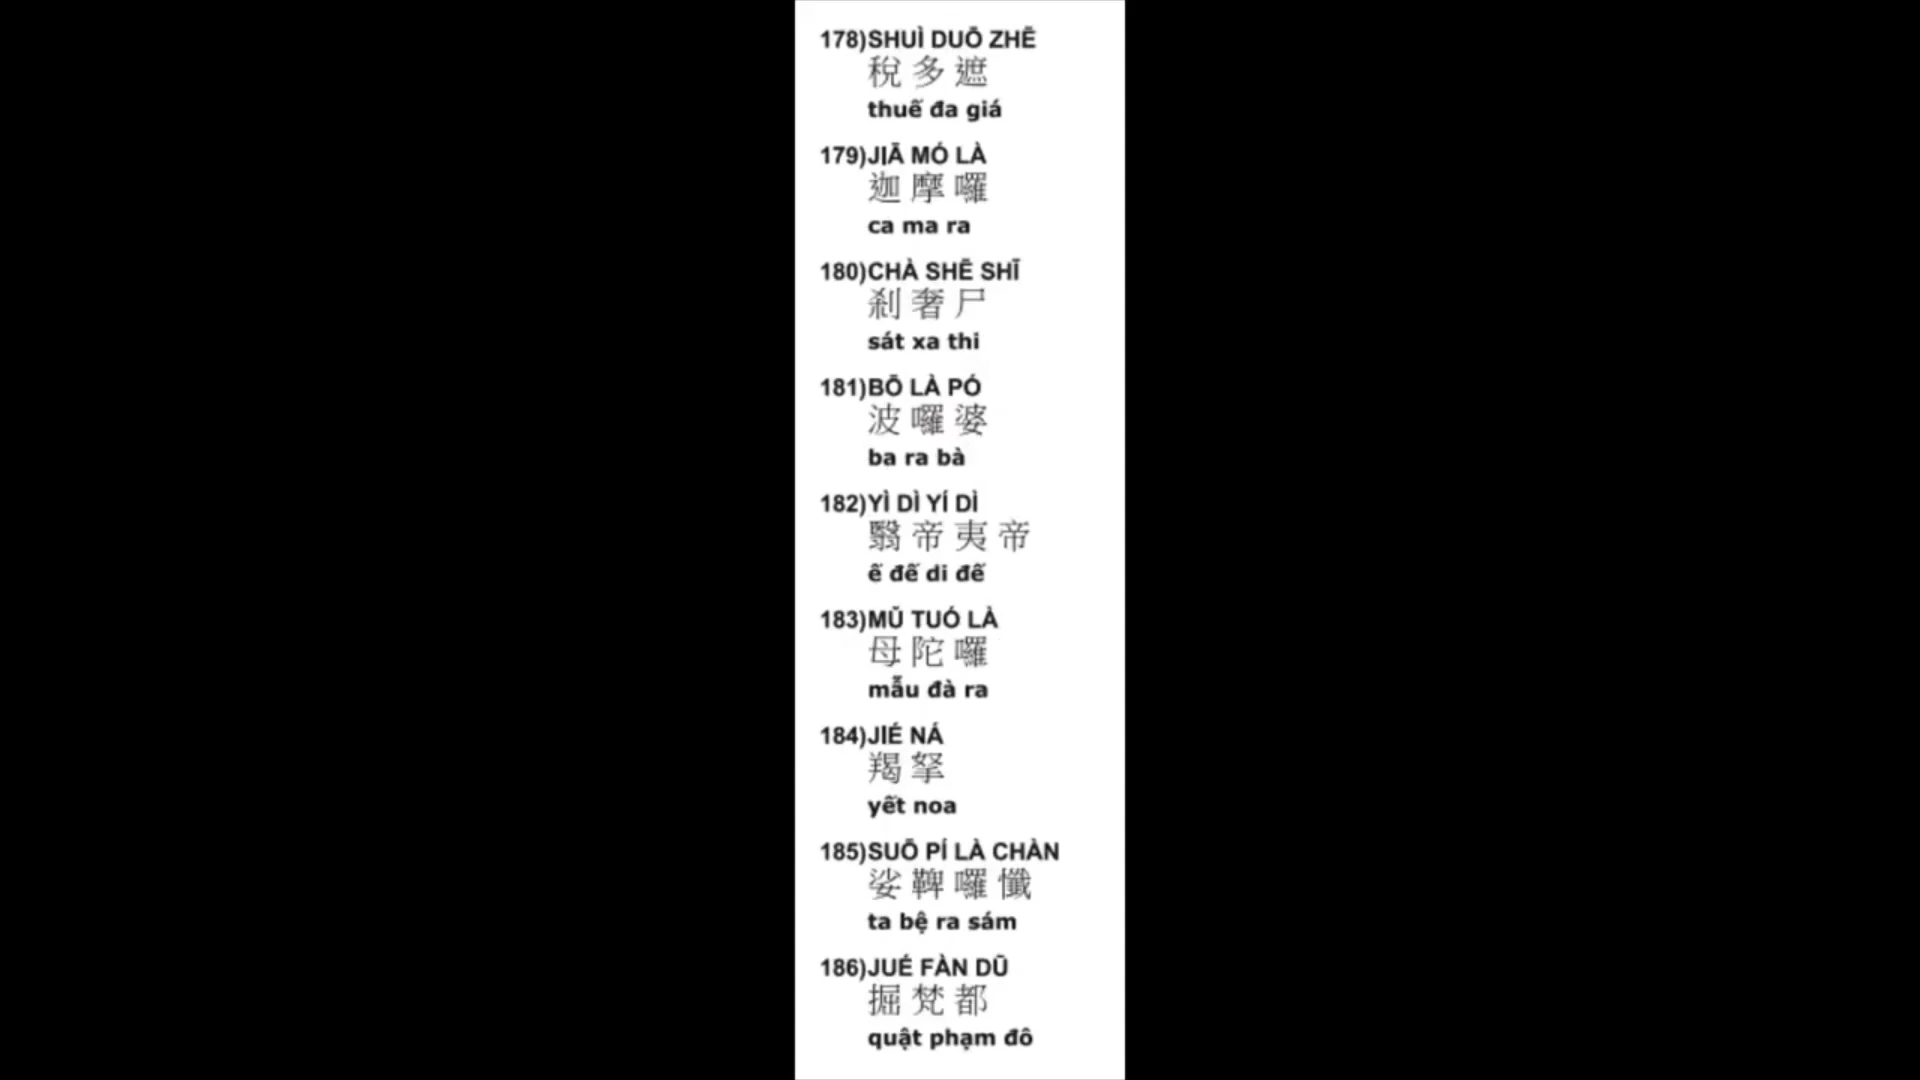 178)SHUÌ DUŌ ZHĒ
稅 多 遮
thuế đa giá
179)JIĀ MÓ LÀ
迦 摩 囉
ca ma ra
180)CHÀ SHĒ SHĪ
剎 奢 尸
sát xa thi
181)BŌ LÀ PÓ
波 囉 婆
ba ra bà
182)YÌ DÌ YÍ DÌ
翳 帝 夷 帝
ế đế di đế
183)MǓ TUÓ LÀ
母 陀 囉
mẫu đà ra
184)JIÉ NÁ
羯 拏
yết noa
185)SUŌ PÍ LÀ CHÀN
娑 鞞 囉 懺
ta bệ ra sám
186)JUÉ FÀN DŪ
掘 梵 都
quật phạm đô